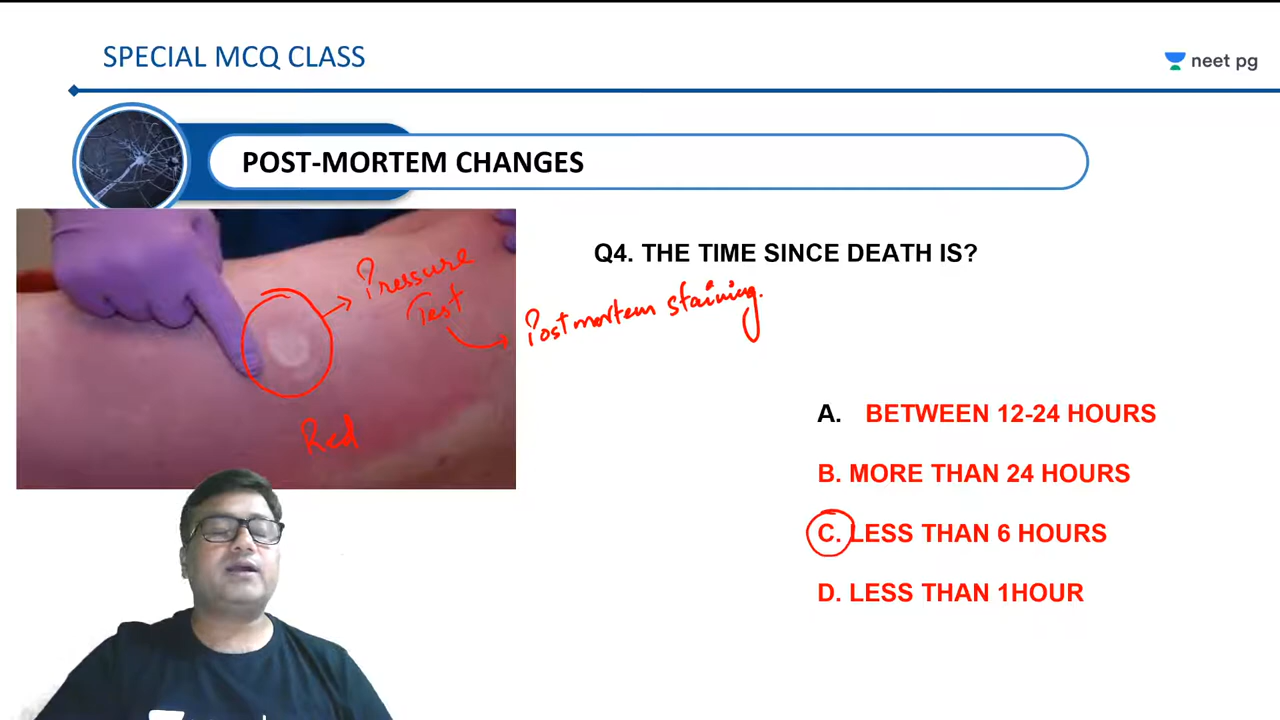 SPECIAL MCQ CLASS
neet pg
POST-MORTEM CHANGES
Q4. THE TIME SINCE DEATH IS?
Pressure
Test
Postmortem staining.
Red
A. BETWEEN 12-24 HOURS
B. MORE THAN 24 HOURS
C. LESS THAN 6 HOURS
D. LESS THAN 1HOUR